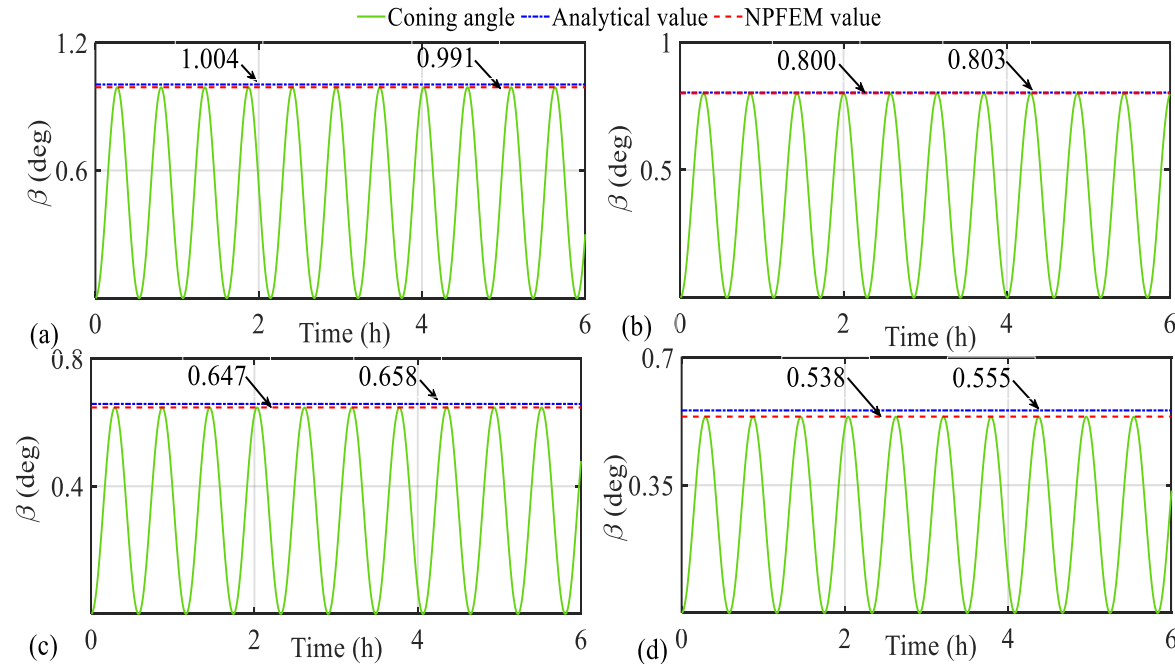 Coning angle Analytical value NPFEM value
1.2
0.6
β (deg)
1.004
0.991
0 2 4 6
Time (h)
(a)
1
0.5
β (deg)
0.800
0.803
0 2 4 6
Time (h)
(b)
0.8
0.4
β (deg)
0.647
0.658
0 2 4 6
Time (h)
(c)
0.7
0.35
β (deg)
0.538
0.555
0 2 4 6
Time (h)
(d)